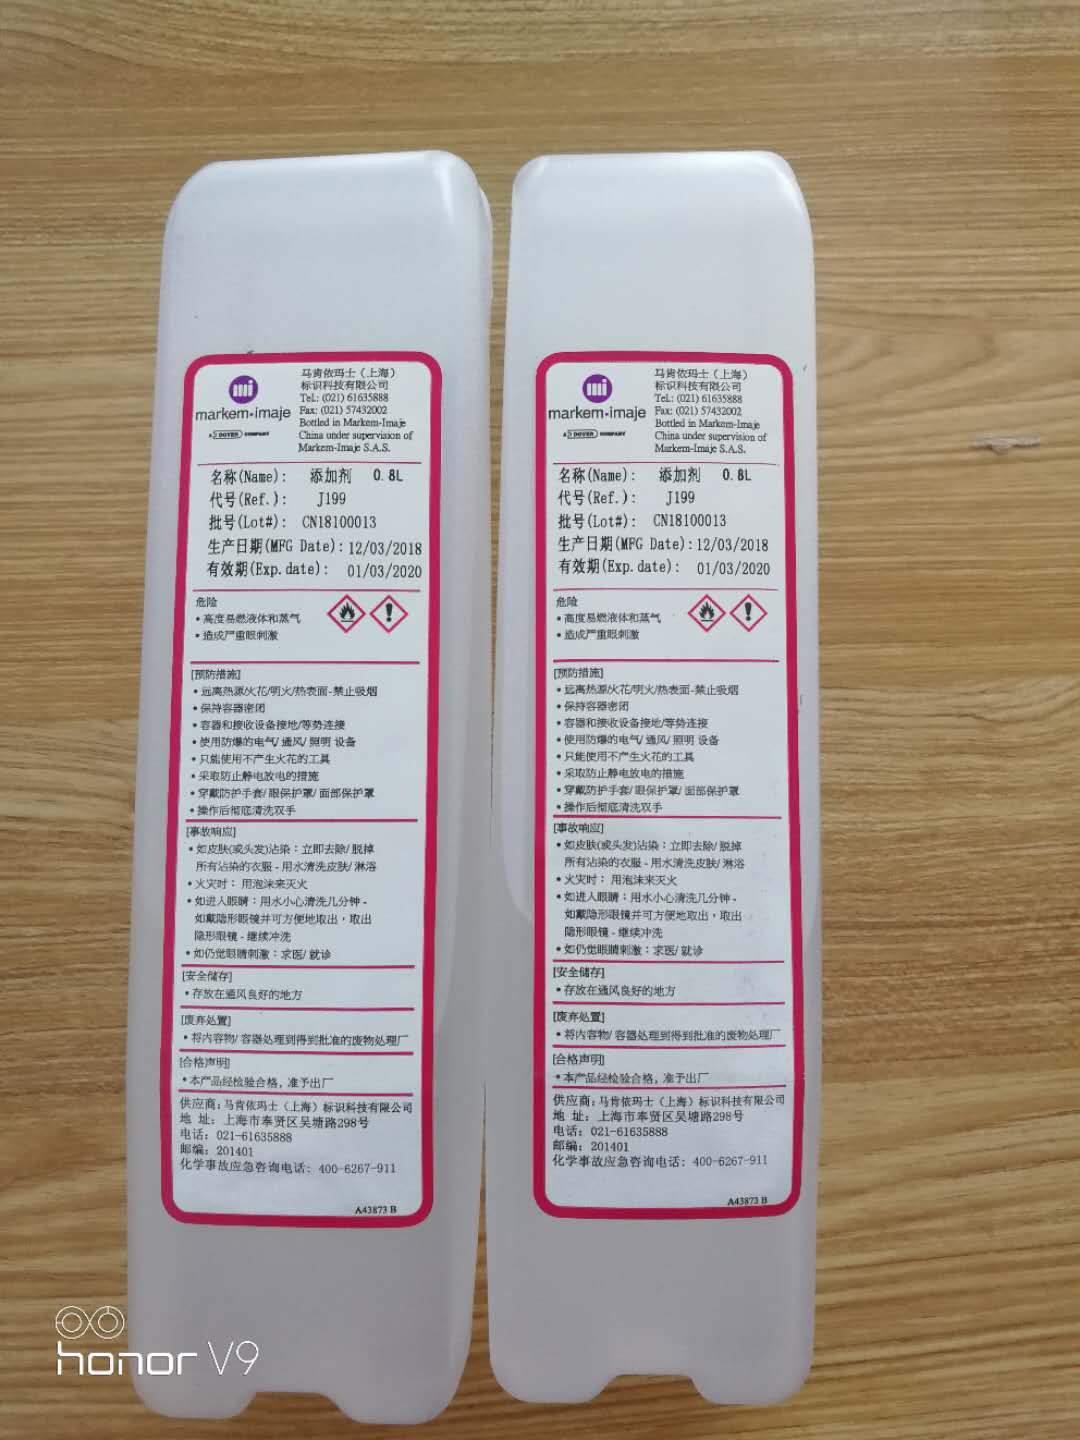 mi
markem-imaje
A DOVER COMPANY
马肯依玛士（上海）
标识科技有限公司
Tel.: (021) 61635888
Fax: (021) 57432002
Bottled in Markem-Imaje
China under supervision of
Markem-Imaje S.A.S.
名称(Name): 添加剂 0.8L
代号(Ref.): J199
批号(Lot#): CN18100013
生产日期(MFG Date): 12/03/2018
有效期(Exp.date): 01/03/2020
危险
• 高度易燃液体和蒸气
• 造成严重眼刺激
[预防措施]
• 远离热源/火花/明火/热表面-禁止吸烟
• 保持容器密闭
• 容器和接收设备接地/等势连接
• 使用防爆的电气/ 通风/ 照明 设备
• 只能使用不产生火花的工具
• 采取防止静电放电的措施
• 穿戴防护手套/ 眼保护罩/ 面部保护罩
• 操作后彻底清洗双手
[事故响应]
• 如皮肤(或头发)沾染：立即去除/ 脱掉
所有沾染的衣服 - 用水清洗皮肤/ 淋浴
• 火灾时： 用泡沫来灭火
• 如进入眼睛：用水小心清洗几分钟 -
如戴隐形眼镜并可方便地取出，取出
隐形眼镜 - 继续冲洗
• 如仍觉眼睛刺激：求医/ 就诊
[安全储存]
• 存放在通风良好的地方
[废弃处置]
• 将内容物/ 容器处理到得到批准的废物处理厂
[合格声明]
• 本产品经检验合格，准予出厂
供应商：马肯依玛士（上海）标识科技有限公司
地 址：上海市奉贤区吴塘路298号
电话：021-61635888
邮编：201401
化学事故应急咨询电话：400-6267-911
A43873 B
mi
markem-imaje
A DOVER COMPANY
马肯依玛士（上海）
标识科技有限公司
Tel.: (021) 61635888
Fax: (021) 57432002
Bottled in Markem-Imaje
China under supervision of
Markem-Imaje S.A.S.
名称(Name): 添加剂 0.8L
代号(Ref.): J199
批号(Lot#): CN18100013
生产日期(MFG Date): 12/03/2018
有效期(Exp.date): 01/03/2020
危险
• 高度易燃液体和蒸气
• 造成严重眼刺激
[预防措施]
• 远离热源/火花/明火/热表面-禁止吸烟
• 保持容器密闭
• 容器和接收设备接地/等势连接
• 使用防爆的电气/ 通风/ 照明 设备
• 只能使用不产生火花的工具
• 采取防止静电放电的措施
• 穿戴防护手套/ 眼保护罩/ 面部保护罩
• 操作后彻底清洗双手
[事故响应]
• 如皮肤(或头发)沾染：立即去除/ 脱掉
所有沾染的衣服 - 用水清洗皮肤/ 淋浴
• 火灾时： 用泡沫来灭火
• 如进入眼睛：用水小心清洗几分钟 -
如戴隐形眼镜并可方便地取出，取出
隐形眼镜 - 继续冲洗
• 如仍觉眼睛刺激：求医/ 就诊
[安全储存]
• 存放在通风良好的地方
[废弃处置]
• 将内容物/ 容器处理到得到批准的废物处理厂
[合格声明]
• 本产品经检验合格，准予出厂
供应商：马肯依玛士（上海）标识科技有限公司
地 址：上海市奉贤区吴塘路298号
电话：021-61635888
邮编：201401
化学事故应急咨询电话：400-6267-911
A43873 B
honor V9